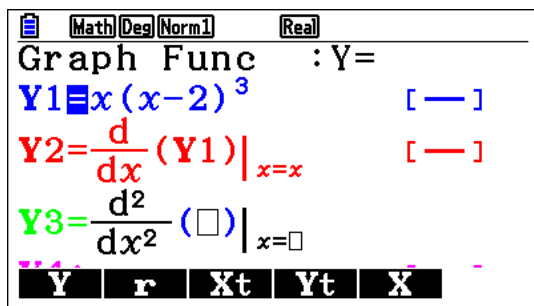 Math Deg Norm1 Real
Graph Func :Y=
Y1=x(x-2)³ [—]
Y2=d/dx(Y1)|x=x [—]
Y3=d²/dx²(□)|x=□
Y r Xt Yt X